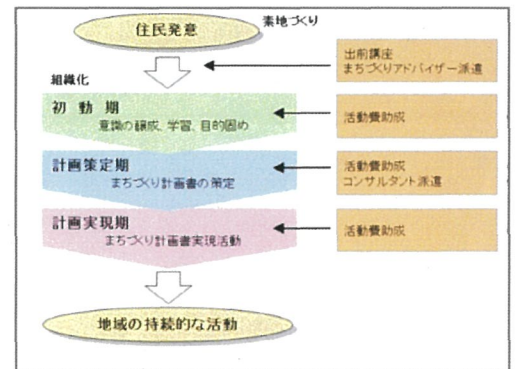 住民発意
素地づくり
出前講座
まちづくりアドバイザー派遣
組織化
初動期
意識の醸成、学習、目的固め
活動費助成
計画策定期
まちづくり計画書の策定
活動費助成
コンサルタント派遣
計画実現期
まちづくり計画書実現活動
活動費助成
地域の持続的な活動